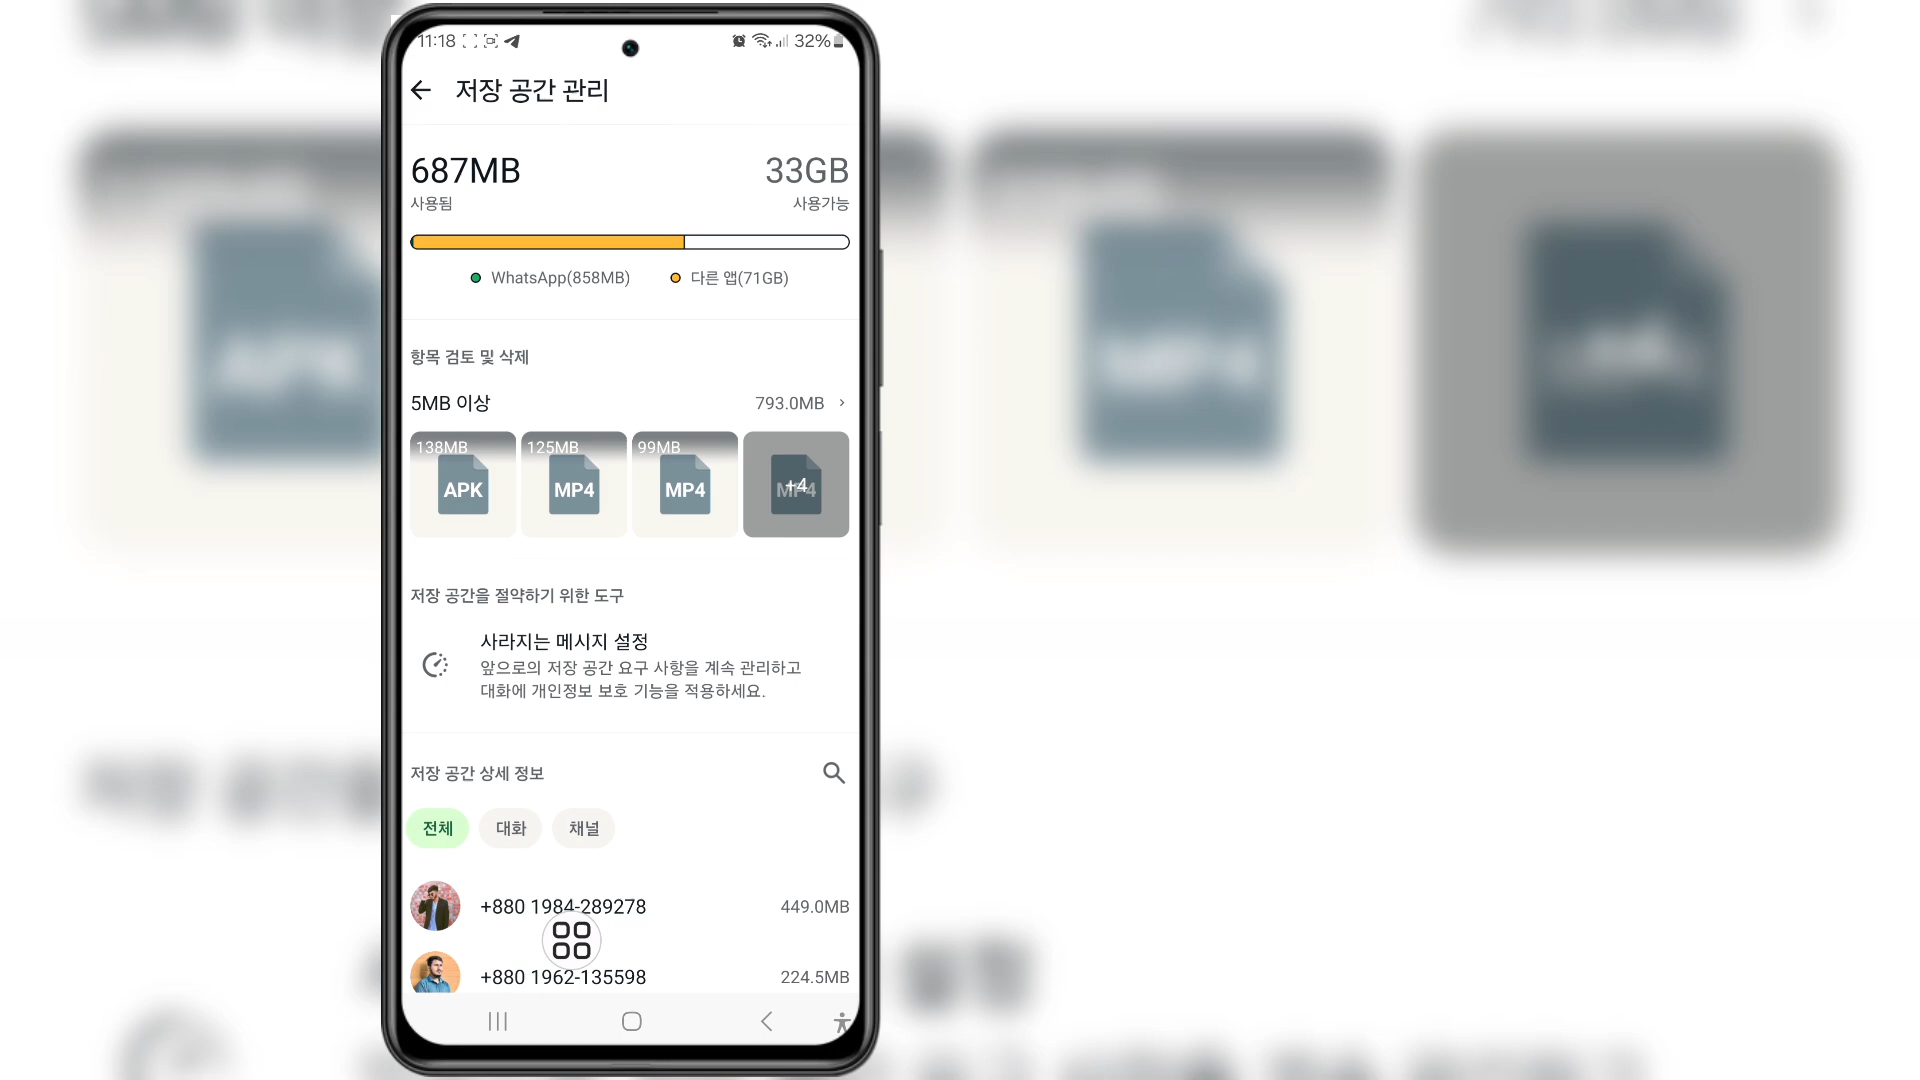 11:18
32%
저장 공간 관리
687MB
33GB
사용됨
사용가능
WhatsApp(858MB)
다른 앱(71GB)
항목 검토 및 삭제
5MB 이상
793.0MB
138MB
125MB
99MB
APK
MP4
MP4
MP4
+4
저장 공간을 절약하기 위한 도구
사라지는 메시지 설정
앞으로의 저장 공간 요구 사항을 계속 관리하고
대화에 개인정보 보호 기능을 적용하세요.
저장 공간 상세 정보
전체
대화
채널
+880 1984-289278
449.0MB
+880 1962-135598
224.5MB